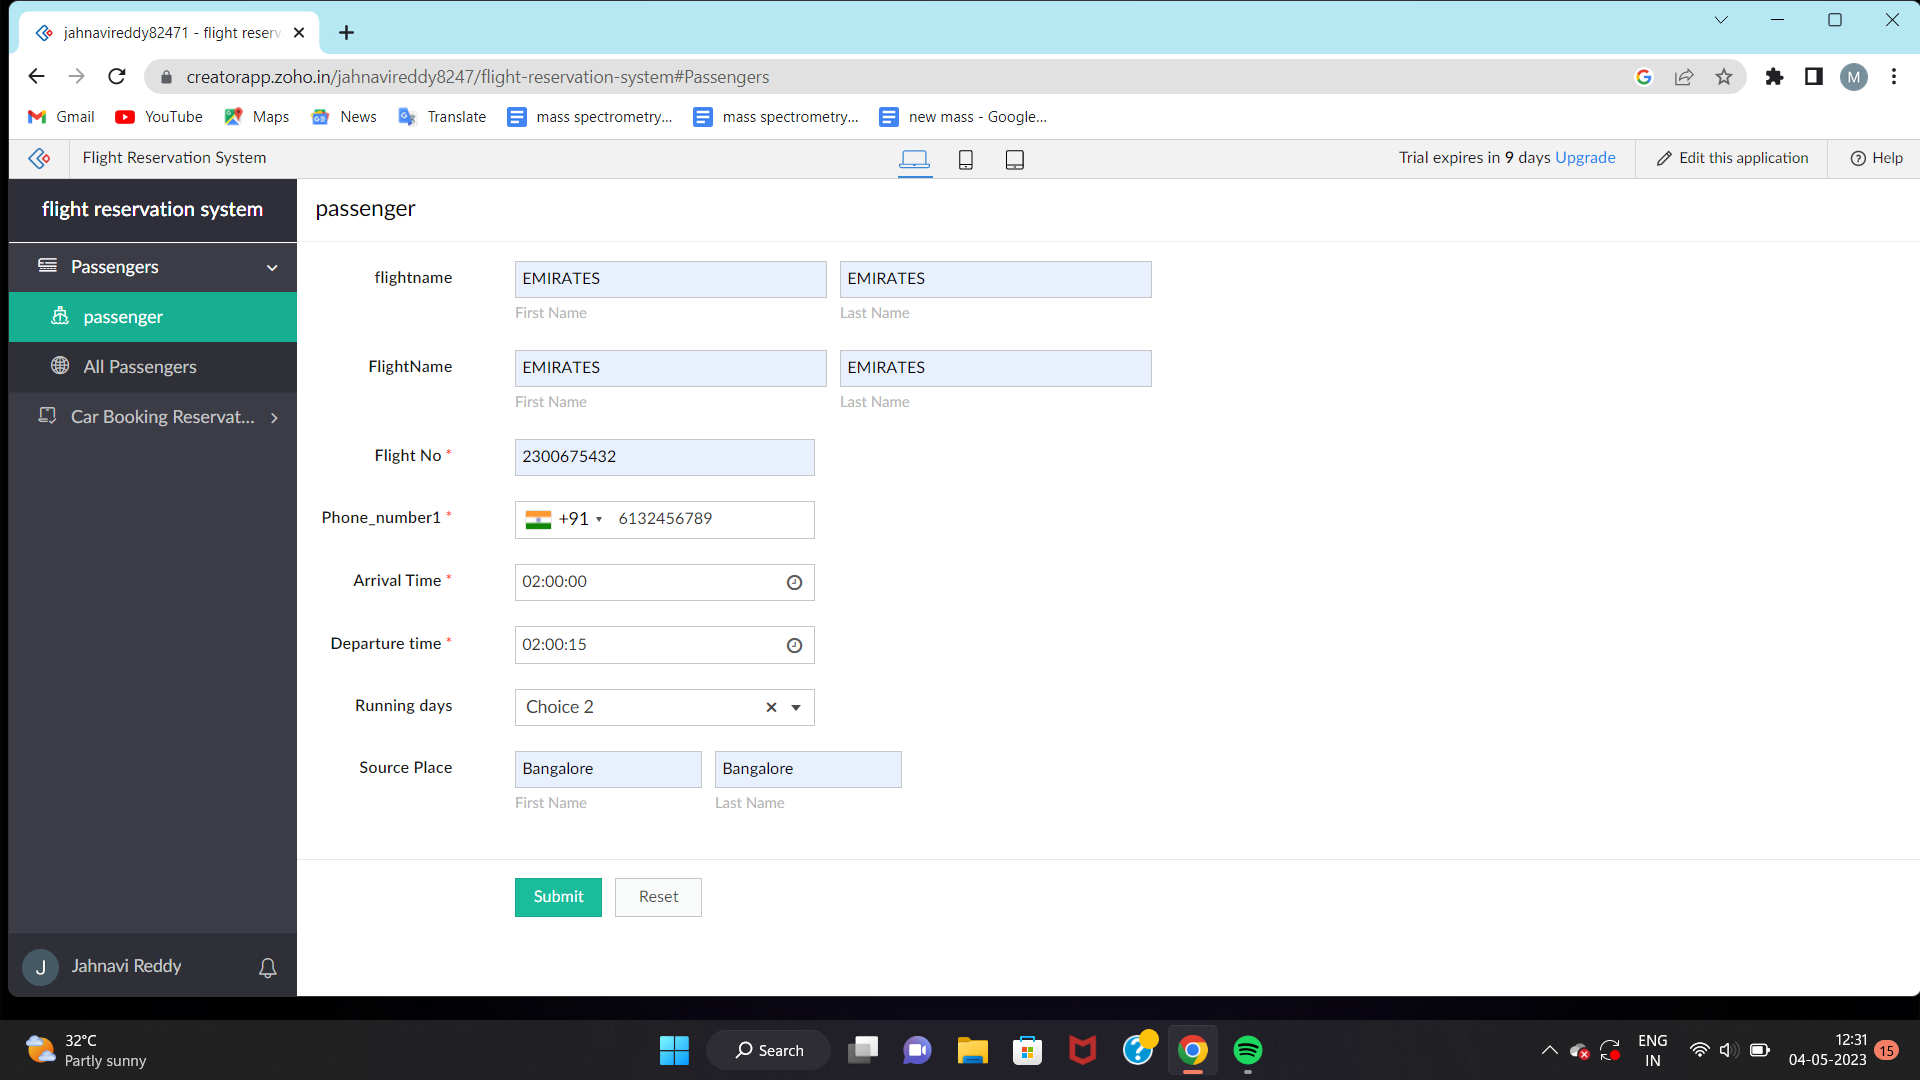 jahnavireddy82471 - flight reserv
creatorapp.zoho.in/jahnavireddy8247/flight-reservation-system#Passengers
M
Gmail YouTube Maps News Translate mass spectrometry... mass spectrometry... new mass - Google...
Flight Reservation System
Trial expires in 9 days Upgrade Edit this application Help
flight reservation system
Passengers
passenger
All Passengers
Car Booking Reservat...
J Jahnavi Reddy
passenger
flightname EMIRATES EMIRATES
First Name Last Name
FlightName EMIRATES EMIRATES
First Name Last Name
Flight No * 2300675432
Phone_number1 * +91 6132456789
Arrival Time * 02:00:00
Departure time * 02:00:15
Running days Choice 2
Source Place Bangalore Bangalore
First Name Last Name
Submit Reset
32°C
Partly sunny
Search
ENG
IN
12:31
04-05-2023
15